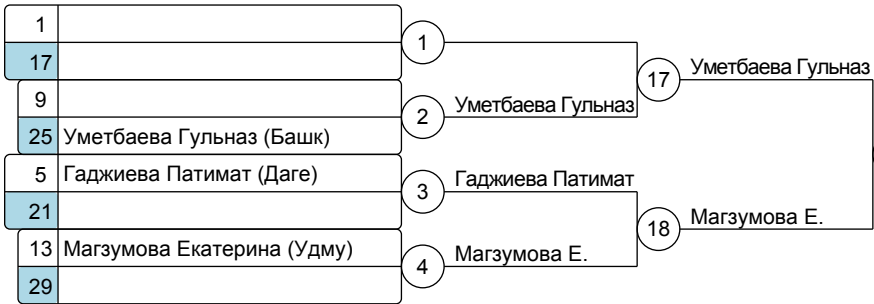 1
17
1
9
25 Уметбаева Гульназ (Башк)
2
Уметбаева Гульназ
17
Уметбаева Гульназ
5 Гаджиева Патимат (Даге)
21
3
Гаджиева Патимат
13 Магзумова Екатерина (Удму)
29
4
Магзумова Е.
18
Магзумова Е.